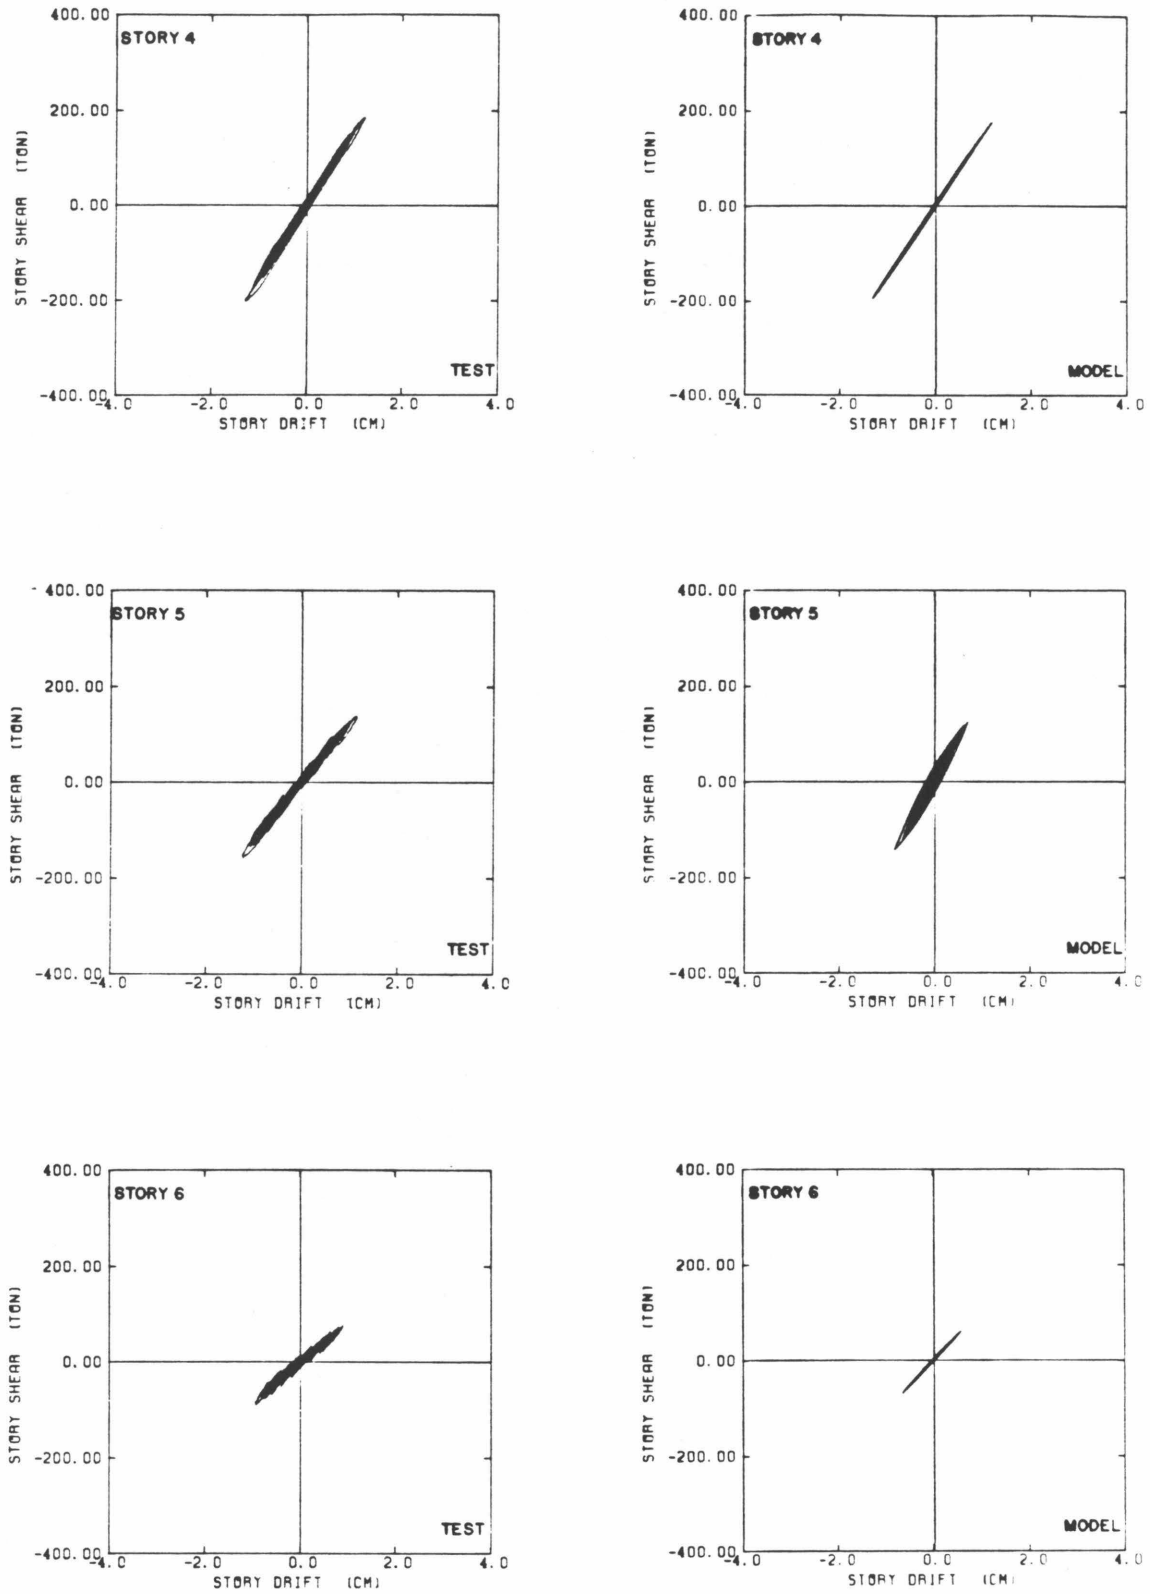 400.00
STORY 4
200.00
0.00
-200.00
-400.00
STORY SHEAR (TON)
TEST
-4.0 -2.0 0.0 2.0 4.0
STORY DRIFT (CM)
400.00
STORY 4
200.00
0.00
-200.00
-400.00
STORY SHEAR (TON)
MODEL
-4.0 -2.0 0.0 2.0 4.0
STORY DRIFT (CM)
400.00
STORY 5
200.00
0.00
-200.00
-400.00
STORY SHEAR (TON)
TEST
-4.0 -2.0 0.0 2.0 4.0
STORY DRIFT (CM)
400.00
STORY 5
200.00
0.00
-200.00
-400.00
STORY SHEAR (TON)
MODEL
-4.0 -2.0 0.0 2.0 4.0
STORY DRIFT (CM)
400.00
STORY 6
200.00
0.00
-200.00
-400.00
STORY SHEAR (TON)
TEST
-4.0 -2.0 0.0 2.0 4.0
STORY DRIFT (CM)
400.00
STORY 6
200.00
0.00
-200.00
-400.00
STORY SHEAR (TON)
MODEL
-4.0 -2.0 0.0 2.0 4.0
STORY DRIFT (CM)